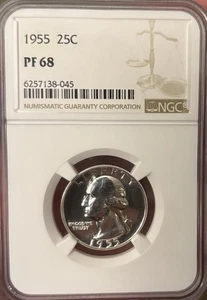 1955 25C
PF 68
6257138-045
NUMISMATIC GUARANTY CORPORATION
NGC
LIBERTY
IN GOD WE
TRUST
1955